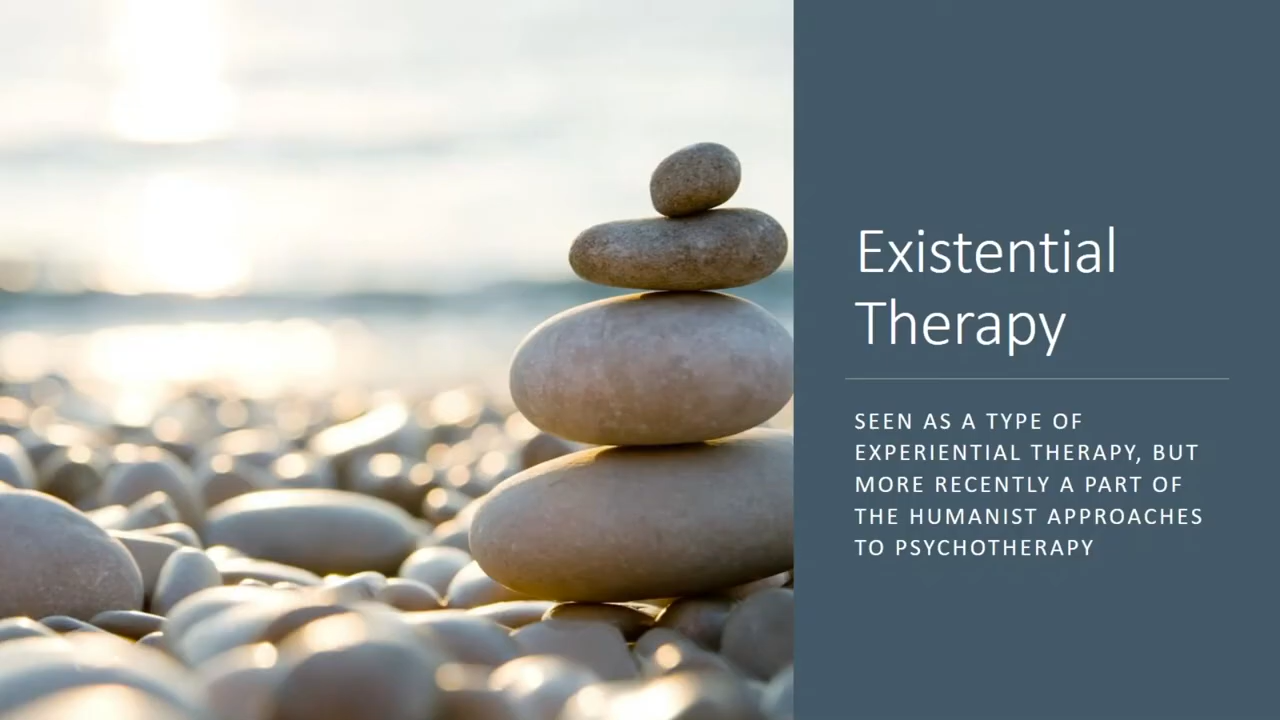 Existential
Therapy
SEEN AS A TYPE OF
EXPERIENTIAL THERAPY, BUT
MORE RECENTLY A PART OF
THE HUMANIST APPROACHES
TO PSYCHOTHERAPY